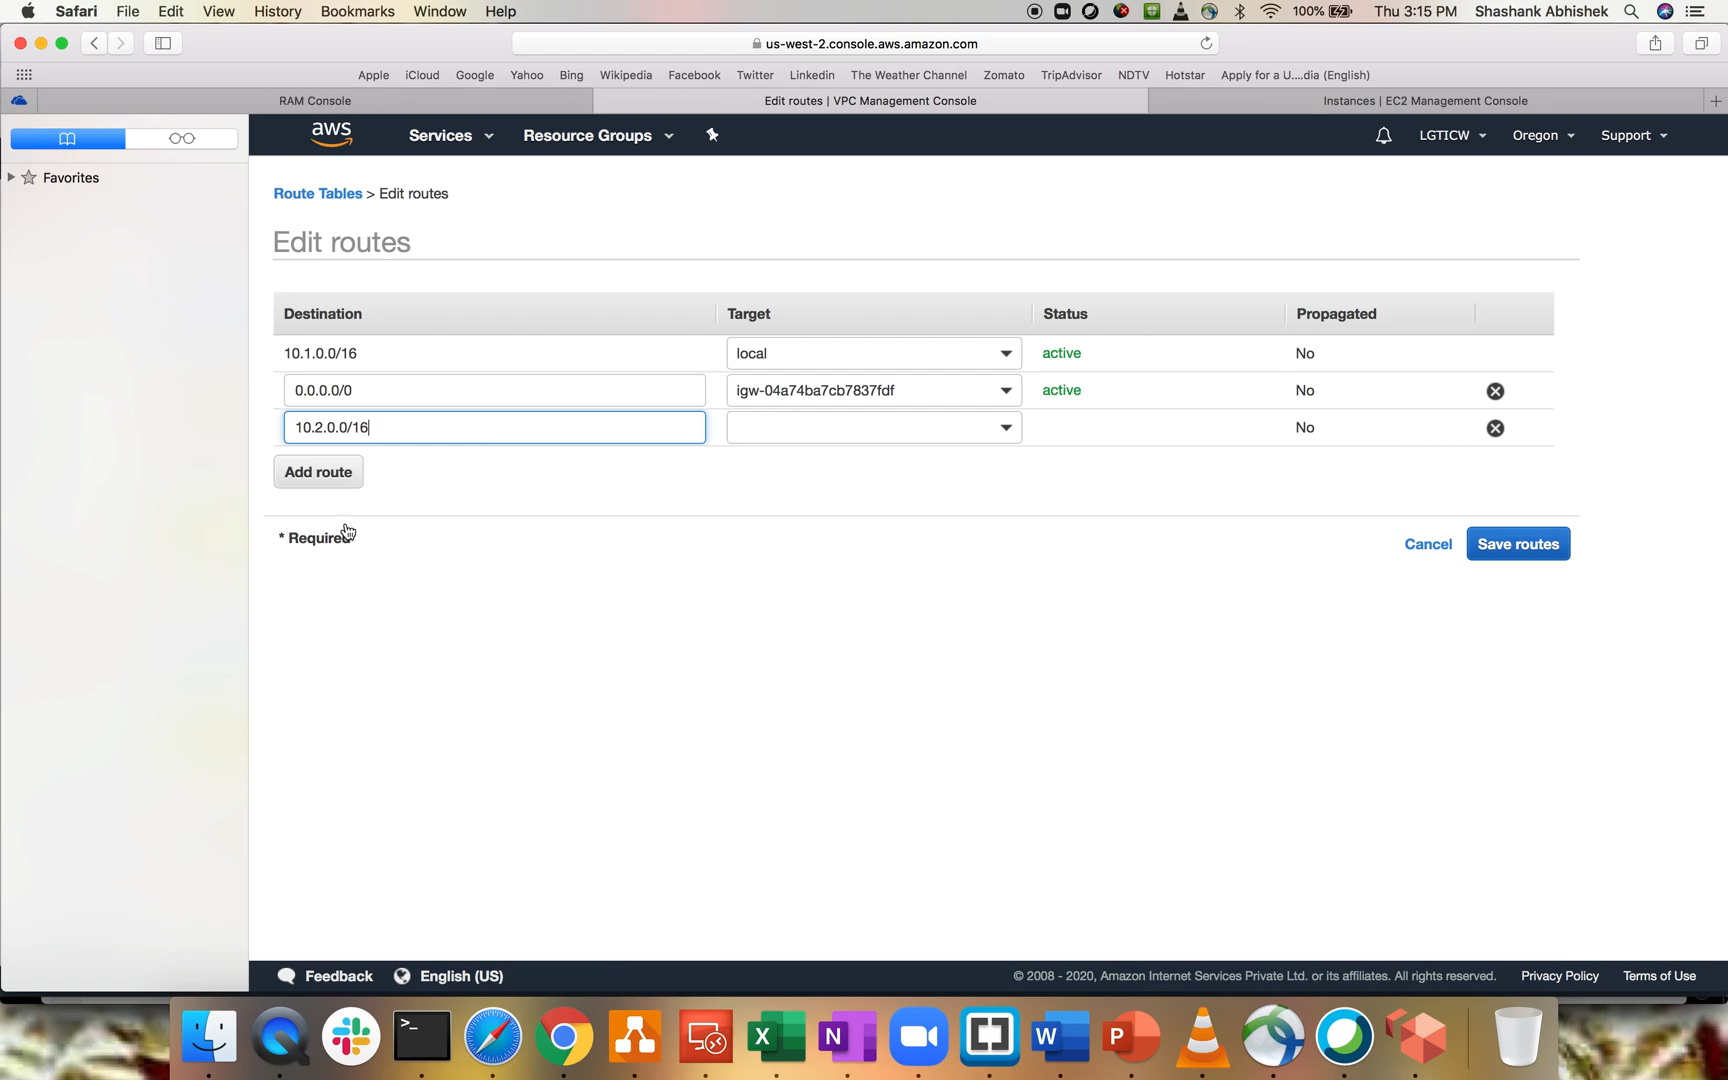 Safari File Edit View History Bookmarks Window Help 100% Thu 3:15 PM Shashank Abhishek
us-west-2.console.aws.amazon.com
Apple iCloud Google Yahoo Bing Wikipedia Facebook Twitter Linkedin The Weather Channel Zomato TripAdvisor NDTV Hotstar Apply for a U....dia (English)
RAM Console Edit routes | VPC Management Console Instances | EC2 Management Console
aws Services Resource Groups LGTICW Oregon Support
Favorites
Route Tables > Edit routes
Edit routes
Destination Target Status Propagated
10.1.0.0/16 local active No
0.0.0.0/0 igw-04a74ba7cb7837fdf active No
10.2.0.0/16 No
Add route
* Required
Cancel Save routes
Feedback English (US) © 2008 - 2020, Amazon Internet Services Private Ltd. or its affiliates. All rights reserved. Privacy Policy Terms of Use
>_ X N W P